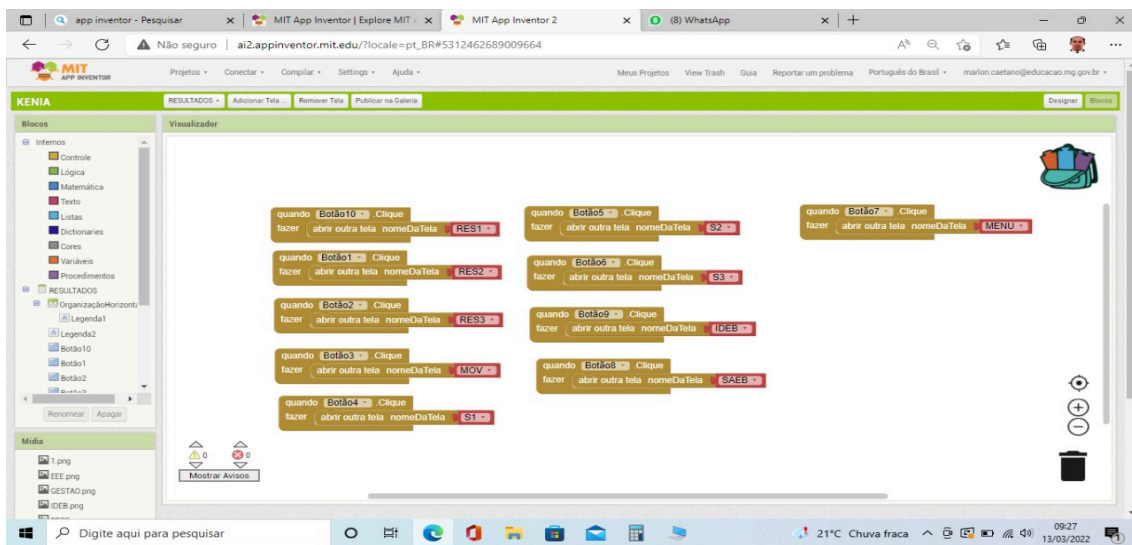 app inventor - Pesquisar
MIT App Inventor | Explore MIT A
MIT App Inventor 2
(8) WhatsApp
Não seguro | ai2.appinventor.mit.edu/?locale=pt_BR#5312462689009664
MIT
APP INVENTOR
Projetos
Conectar
Compilar
Settings
Ajuda
Meus Projetos
View Trash
Guia
Reportar um problema
Português do Brasil
marlon.caetano@educacao.mg.gov.br
KENIA
RESULTADOS
Adicionar Tela ...
Remover Tela
Publicar na Galeria
Designer
Blocos
Blocos
Internos
Controle
Lógica
Matemática
Texto
Listas
Dictionaries
Cores
Variáveis
Procedimentos
RESULTADOS
OrganizaçãoHorizonta
Legenda1
Legenda2
Botão10
Botão1
Botão2
Renomear
Apagar
Mídia
1.png
EEE.png
GESTAO.png
IDEB.png
Visualizador
quando Botão10 .Clique
fazer abrir outra tela nomeDaTela RES1
quando Botão1 .Clique
fazer abrir outra tela nomeDaTela RES2
quando Botão2 .Clique
fazer abrir outra tela nomeDaTela RES3
quando Botão3 .Clique
fazer abrir outra tela nomeDaTela MOV
quando Botão4 .Clique
fazer abrir outra tela nomeDaTela S1
quando Botão5 .Clique
fazer abrir outra tela nomeDaTela S2
quando Botão6 .Clique
fazer abrir outra tela nomeDaTela S3
quando Botão9 .Clique
fazer abrir outra tela nomeDaTela IDEB
quando Botão8 .Clique
fazer abrir outra tela nomeDaTela SAEB
quando Botão7 .Clique
fazer abrir outra tela nomeDaTela MENU
0
0
Mostrar Avisos
Digite aqui para pesquisar
21°C Chuva fraca
09:27
13/03/2022